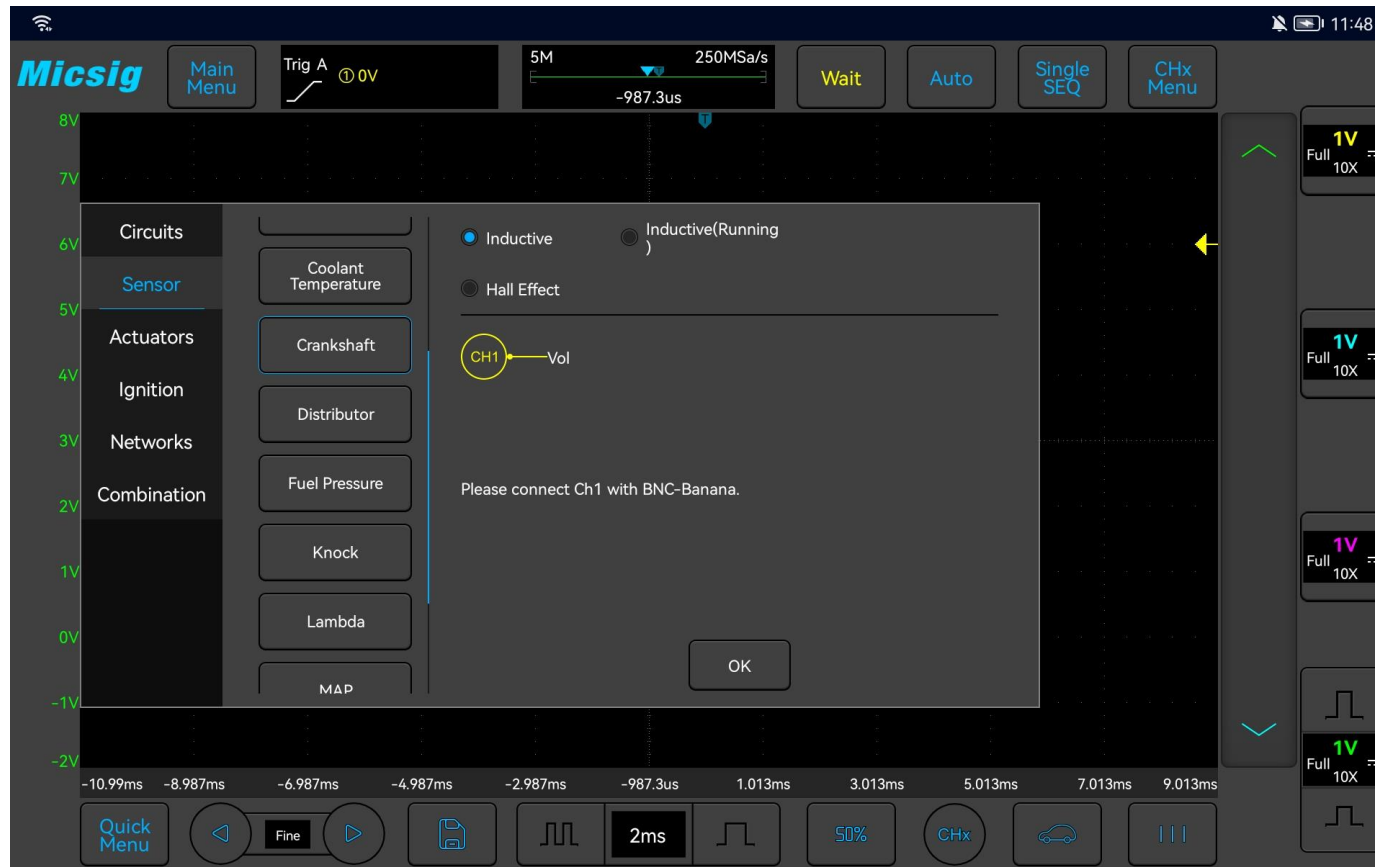 11:48
Micsig
Main
Menu
Trig A
① 0V
5M
250MSa/s
-987.3us
Wait
Auto
Single
SEQ
CHx
Menu
8V
7V
6V
5V
4V
3V
2V
1V
0V
-1V
-2V
T
Circuits
Sensor
Actuators
Ignition
Networks
Combination
Coolant
Temperature
Crankshaft
Distributor
Fuel Pressure
Knock
Lambda
MAP
Inductive
Inductive(Running
)
Hall Effect
CH1
Vol
Please connect Ch1 with BNC-Banana.
OK
1V
Full
10X
1V
Full
10X
1V
Full
10X
1V
Full
10X
-10.99ms
-8.987ms
-6.987ms
-4.987ms
-2.987ms
-987.3us
1.013ms
3.013ms
5.013ms
7.013ms
9.013ms
Quick
Menu
Fine
2ms
50%
CHx